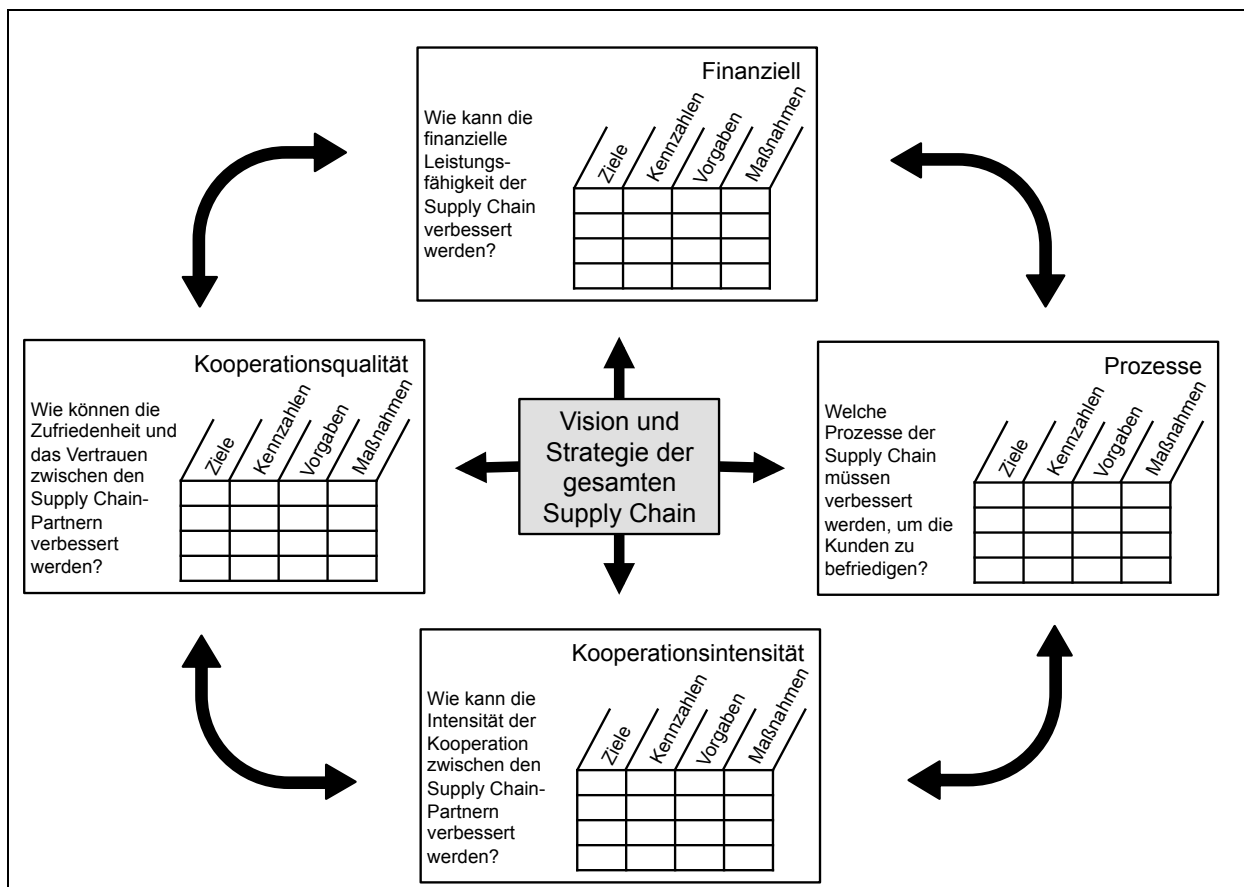 Finanziell
Wie kann die
finanzielle
Leistungs-
fähigkeit der
Supply Chain
verbessert
werden?
Ziele
Kennzahlen
Vorgaben
Maßnahmen
Kooperationsqualität
Wie können die
Zufriedenheit und
das Vertrauen
zwischen den
Supply Chain-
Partnern
verbessert
werden?
Ziele
Kennzahlen
Vorgaben
Maßnahmen
Vision und
Strategie der
gesamten
Supply Chain
Prozesse
Welche
Prozesse der
Supply Chain
müssen
verbessert
werden, um die
Kunden zu
befriedigen?
Ziele
Kennzahlen
Vorgaben
Maßnahmen
Kooperationsintensität
Wie kann die
Intensität der
Kooperation
zwischen den
Supply Chain-
Partnern
verbessert
werden?
Ziele
Kennzahlen
Vorgaben
Maßnahmen